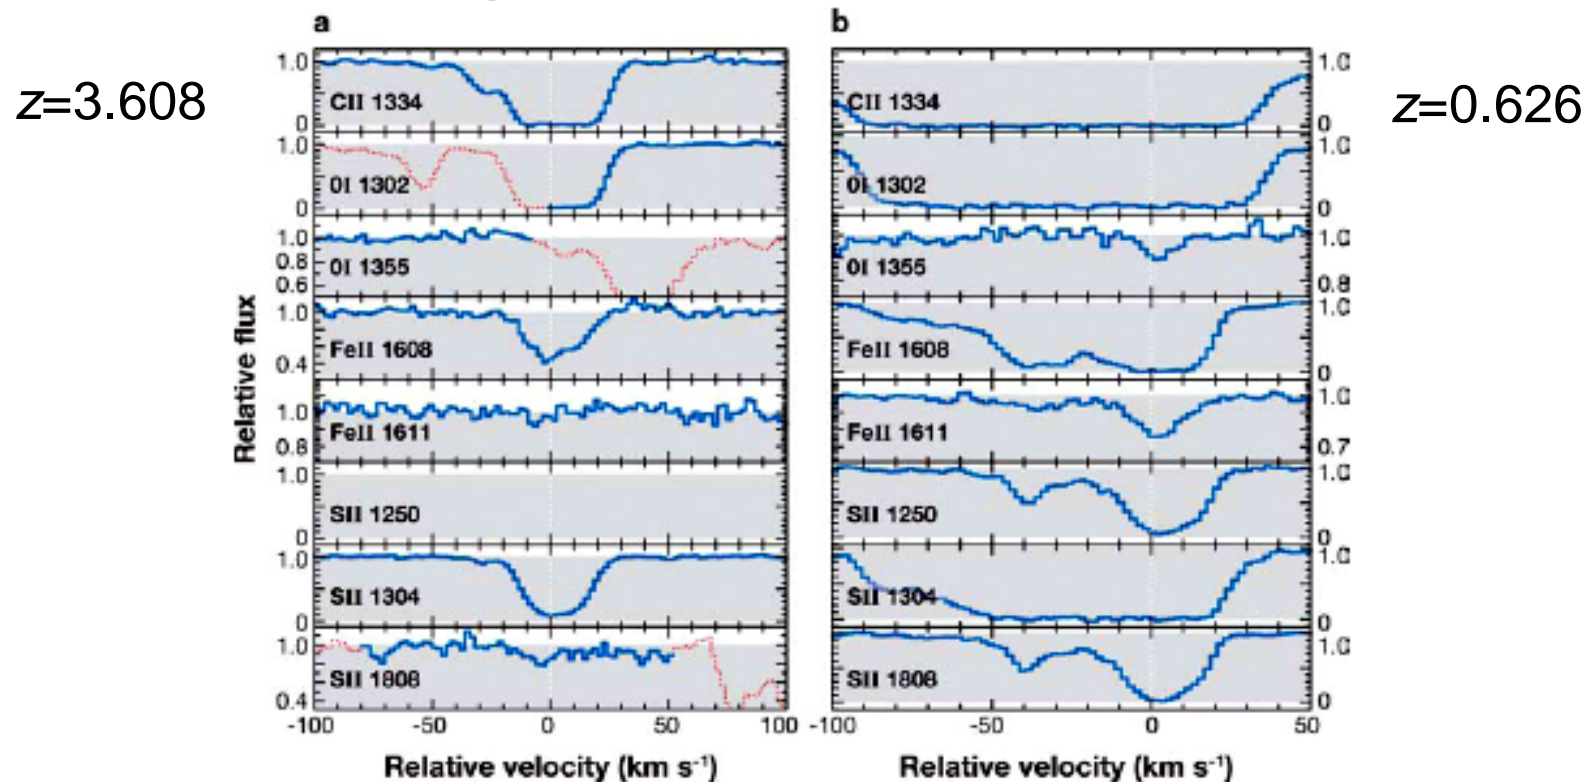 a
b
z=3.608
z=0.626
Relative flux
1.0
CII 1334
0
1.0
0I 1302
0
1.0
0.8
0I 1355
0.6
1.0
FeII 1608
0.4
1.0
FeII 1611
0.8
1.0
SII 1250
0
1.0
SII 1304
0
1.0
SII 1808
0.4
-100 -50 0 50 100
Relative velocity (km s⁻¹)
1.0
CII 1334
0
1.0
0I 1302
0
1.0
0I 1355
0.8
1.0
FeII 1608
0
1.0
FeII 1611
0.7
1.0
SII 1250
0
1.0
SII 1304
0
1.0
SII 1808
0
-100 -50 0 50
Relative velocity (km s⁻¹)